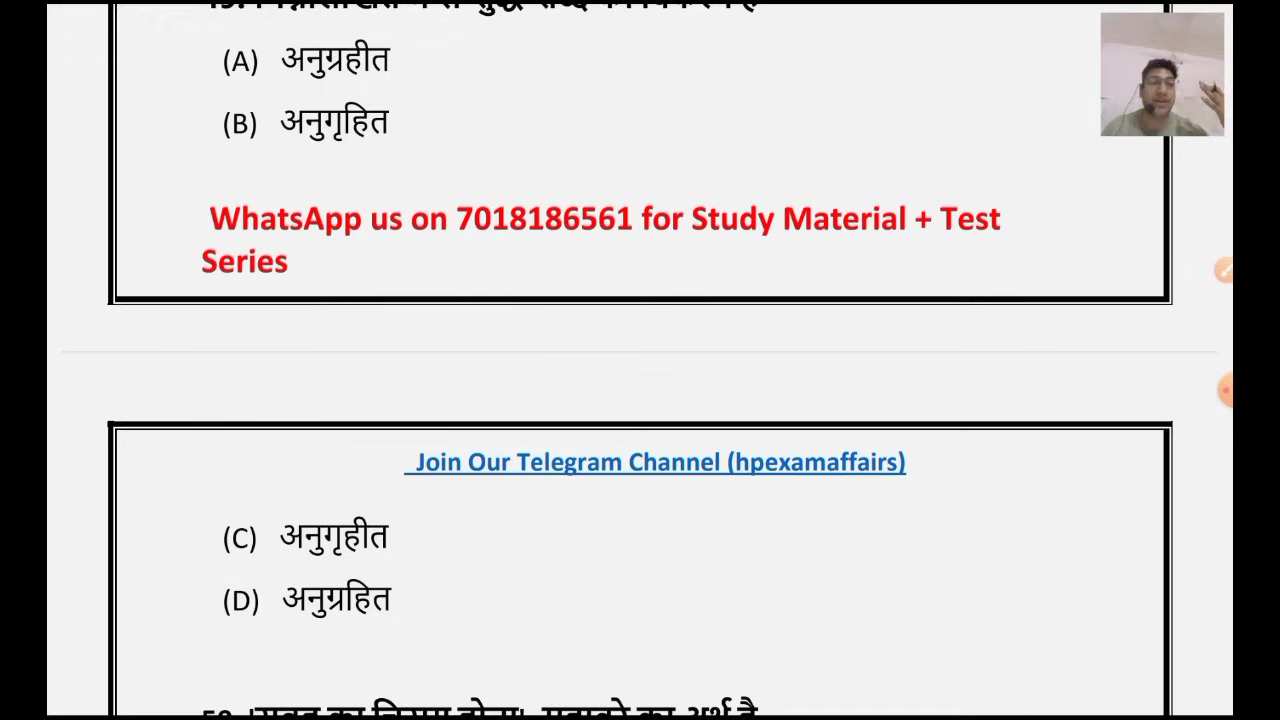 (A) अनुग्रहीत
(B) अनुगृहित
WhatsApp us on 7018186561 for Study Material + Test
Series
Join Our Telegram Channel (hpexamaffairs)
(C) अनुगृहीत
(D) अनुग्रहित